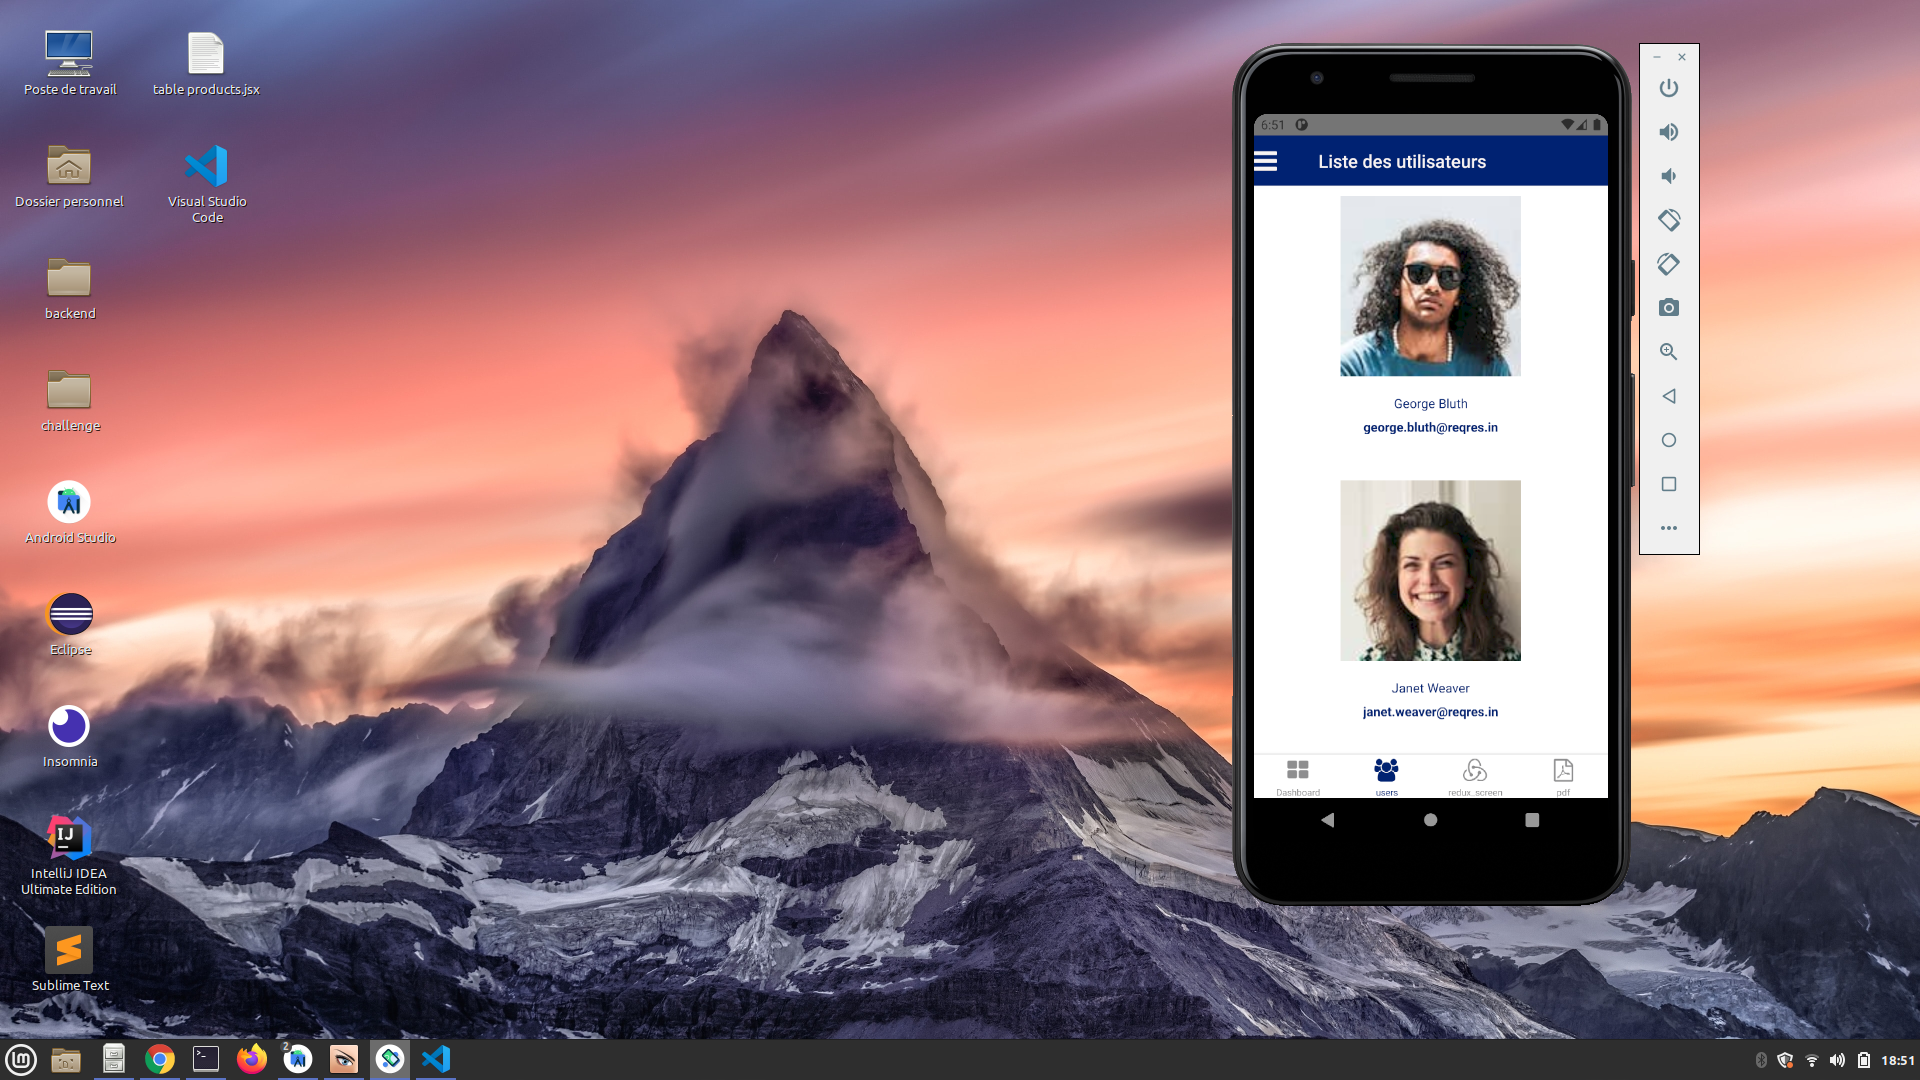 Poste de travail
table products.jsx
Dossier personnel
Visual Studio
Code
backend
challenge
Android Studio
Eclipse
Insomnia
IJ
IntelliJ IDEA
Ultimate Edition
Sublime Text
6:51
Liste des utilisateurs
George Bluth
george.bluth@reqres.in
Janet Weaver
janet.weaver@reqres.in
Dashboard
users
redux_screen
pdf
2
18:51